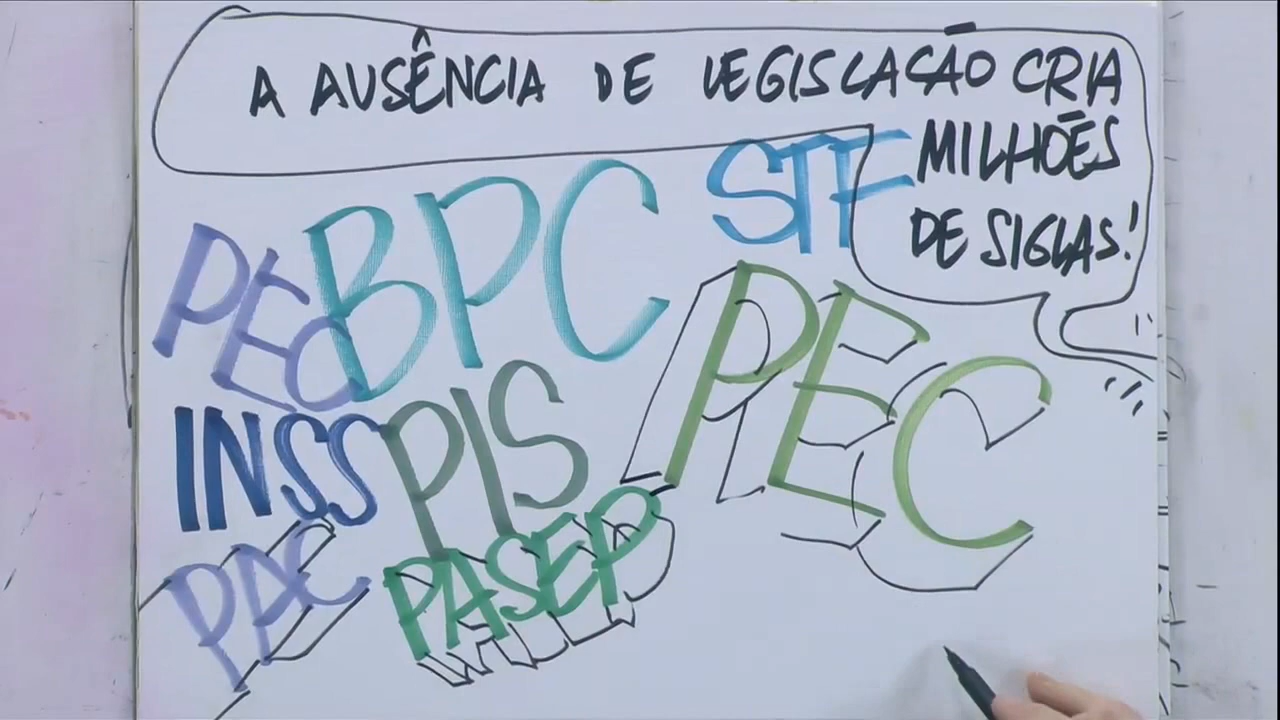 A AUSÊNCIA DE LEGISLAÇÃO CRIA
MILHÕES
DE SIGLAS!
STF
PEC
BPC
PEC
INSS
PIS
PAC
PASEP